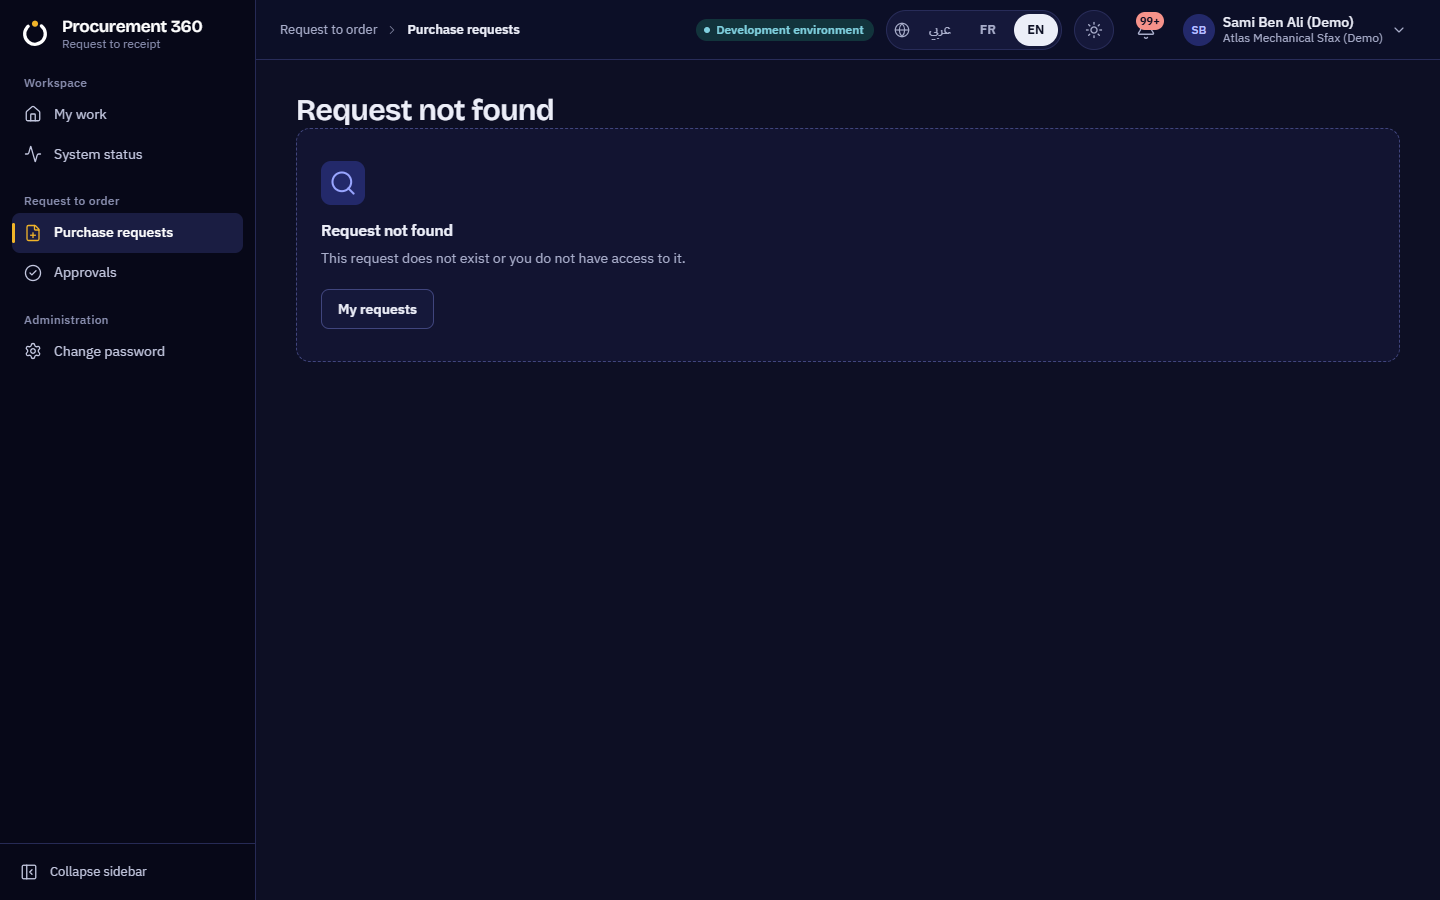 Procurement 360
Request to receipt
Workspace
My work
System status
Request to order
Purchase requests
Approvals
Administration
Change password
Collapse sidebar
Request to order > Purchase requests
Development environment
عربي FR EN
99+
SB
Sami Ben Ali (Demo)
Atlas Mechanical Sfax (Demo)
Request not found
Request not found
This request does not exist or you do not have access to it.
My requests